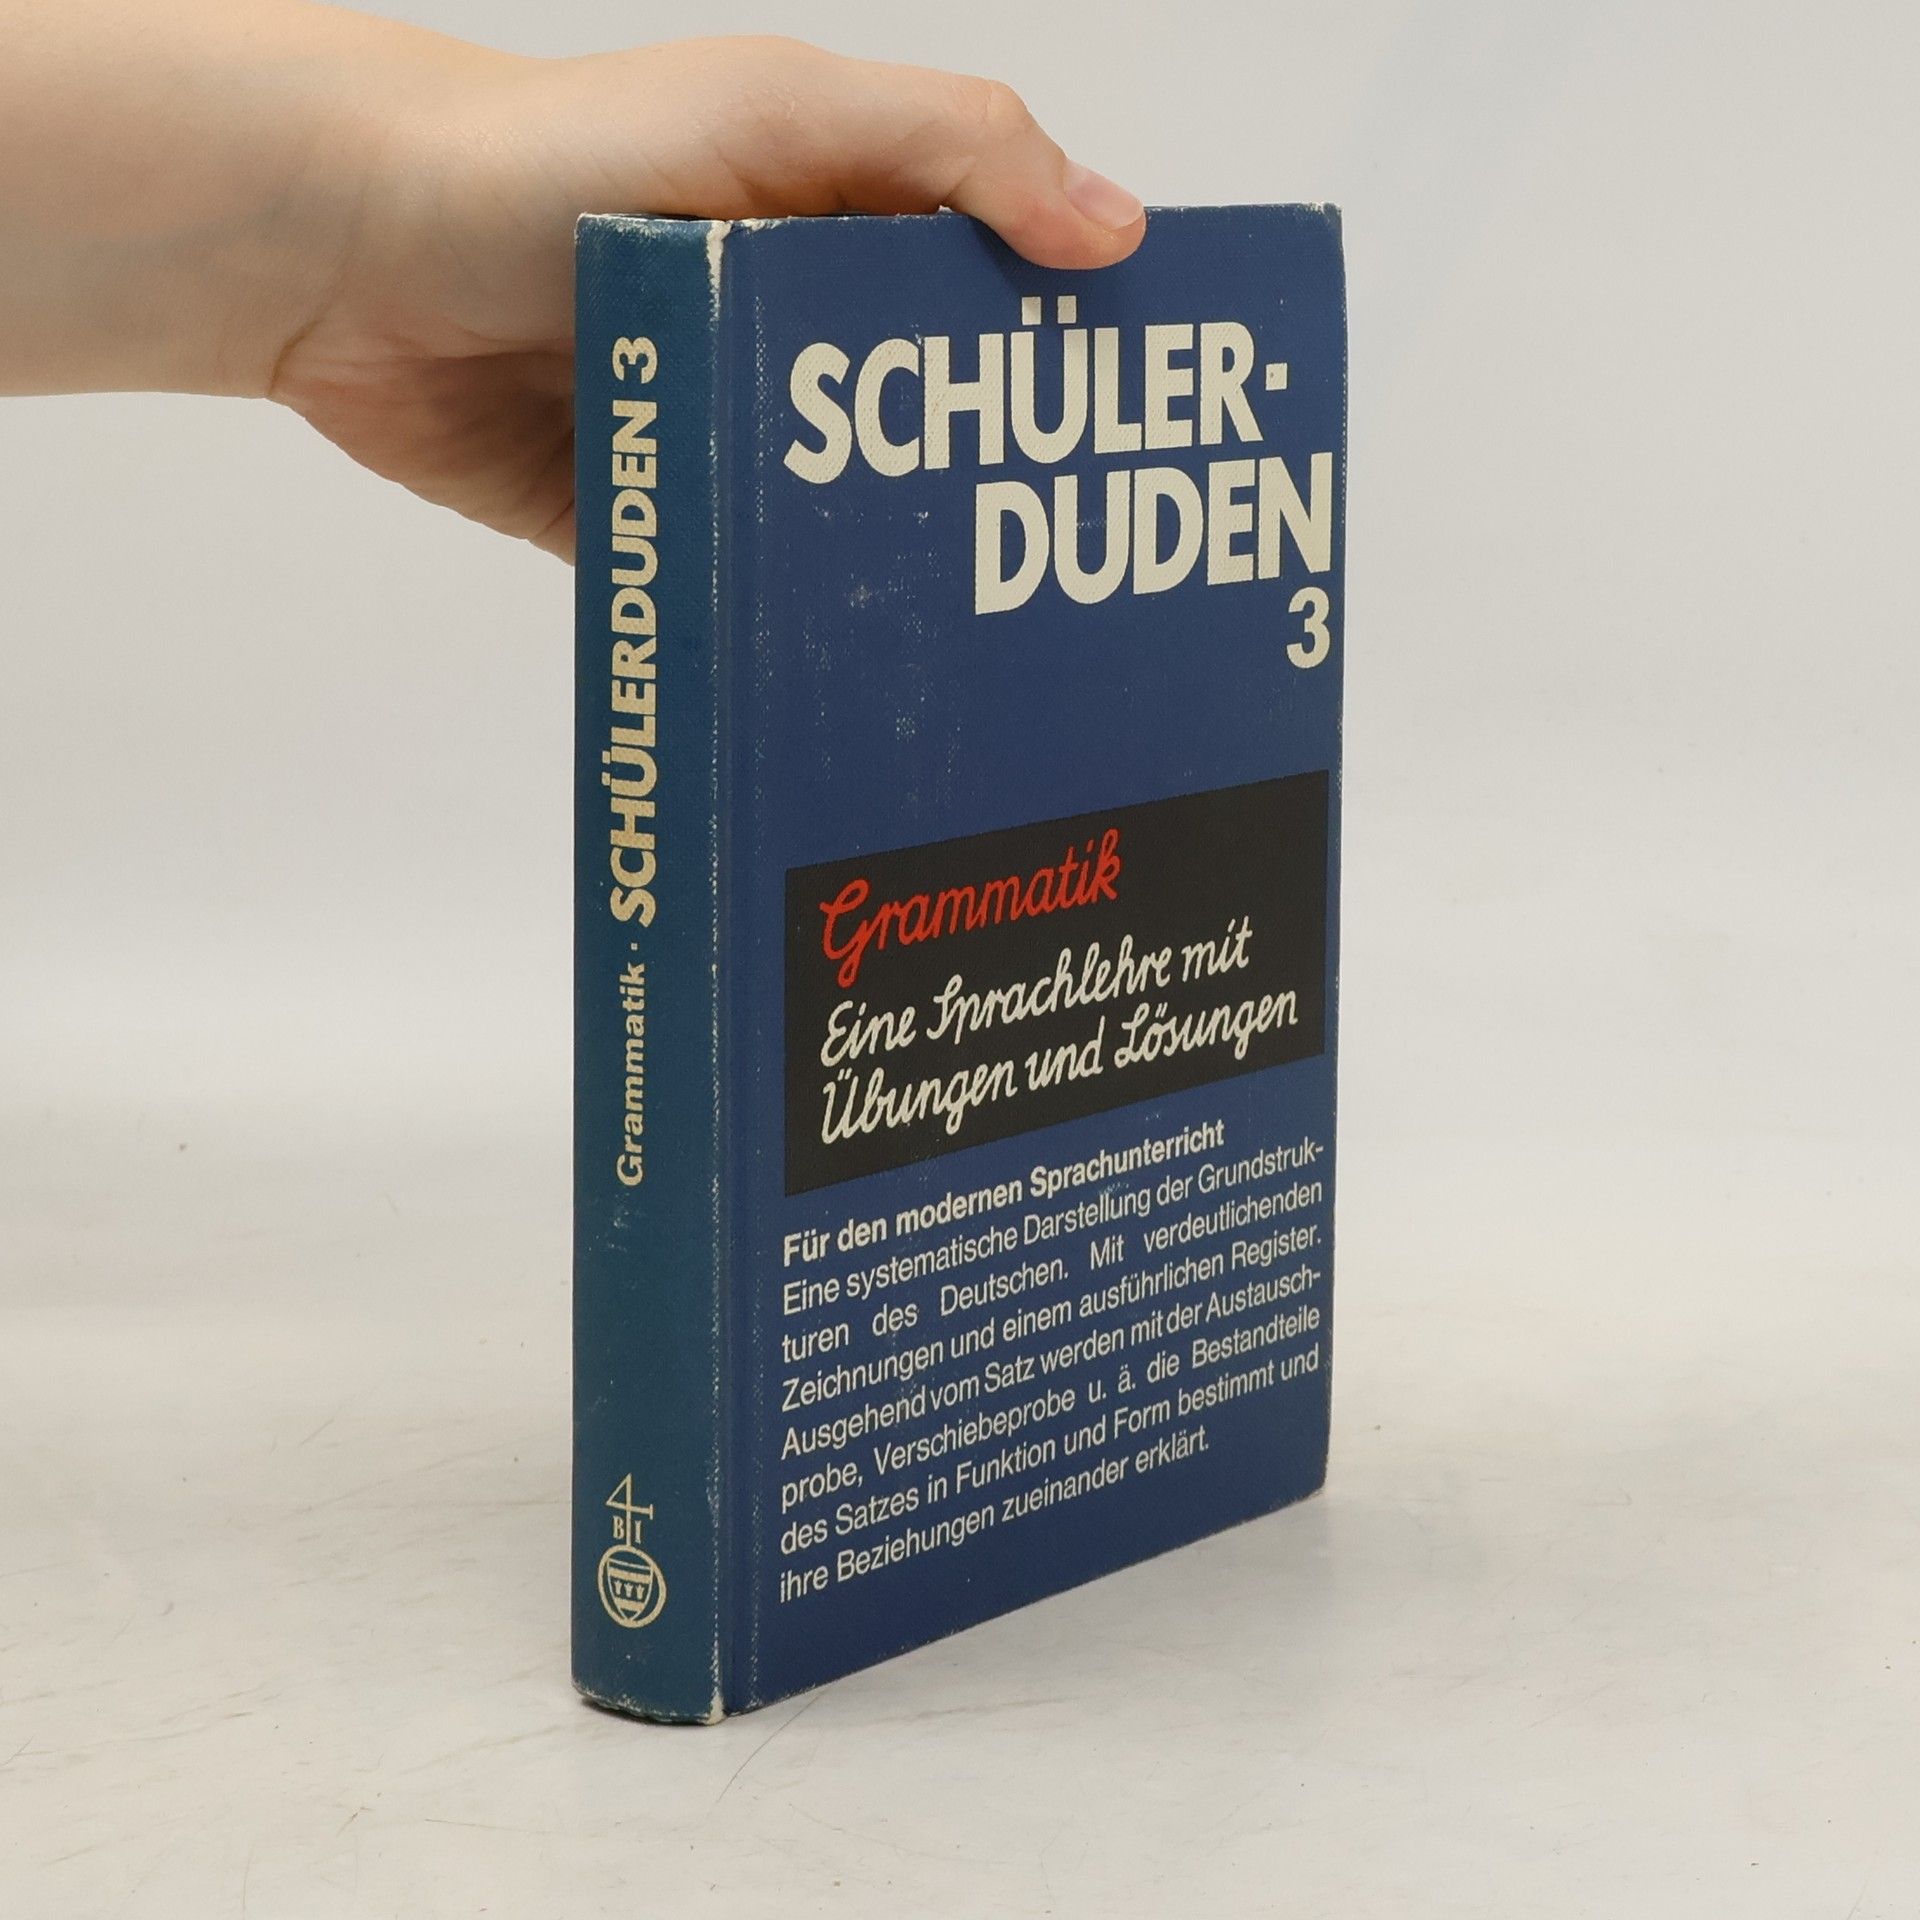 Grammatik · SCHÜLERDUDEN 3
B I
SCHÜLER-
DUDEN
3
Grammatik
Eine Sprachlehre mit
Übungen und Lösungen
Für den modernen Sprachunterricht
Eine systematische Darstellung der Grundstruk-
turen des Deutschen. Mit verdeutlichenden
Zeichnungen und einem ausführlichen Register.
Ausgehend vom Satz werden mit der Austausch-
probe, Verschiebeprobe u. ä. die Bestandteile
des Satzes in Funktion und Form bestimmt und
ihre Beziehungen zueinander erklärt.